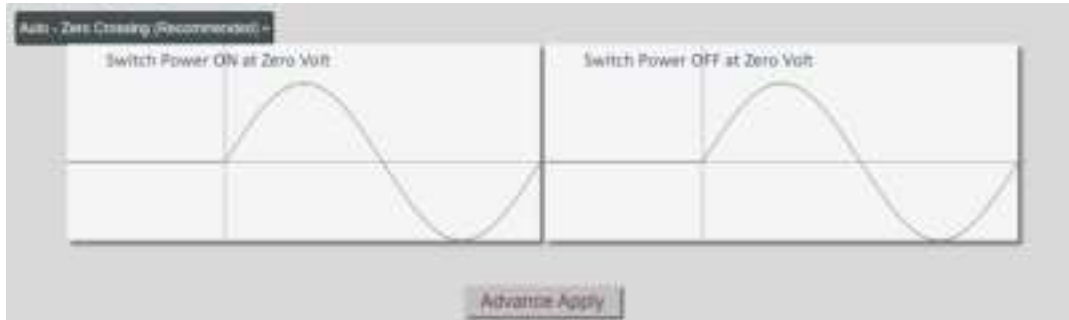 Auto - Zero Crossing (Recommended)
Switch Power ON at Zero Volt
Switch Power OFF at Zero Volt
Advance Apply